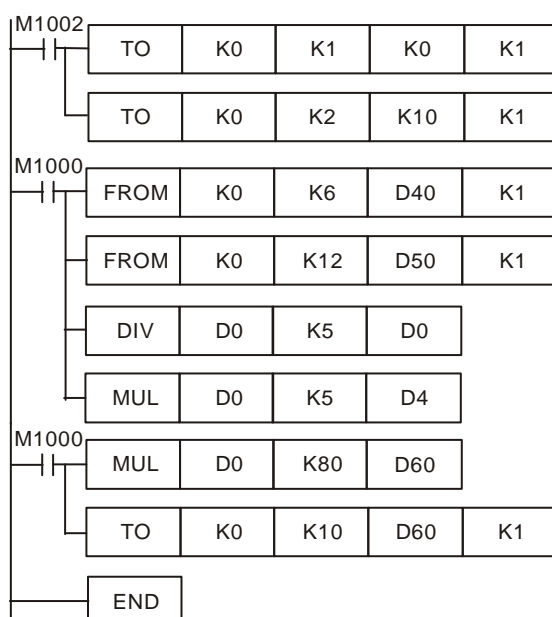 M1002
TO K0 K1 K0 K1
TO K0 K2 K10 K1
M1000
FROM K0 K6 D40 K1
FROM K0 K12 D50 K1
DIV D0 K5 D0
MUL D0 K5 D4
M1000
MUL D0 K80 D60
TO K0 K10 D60 K1
END